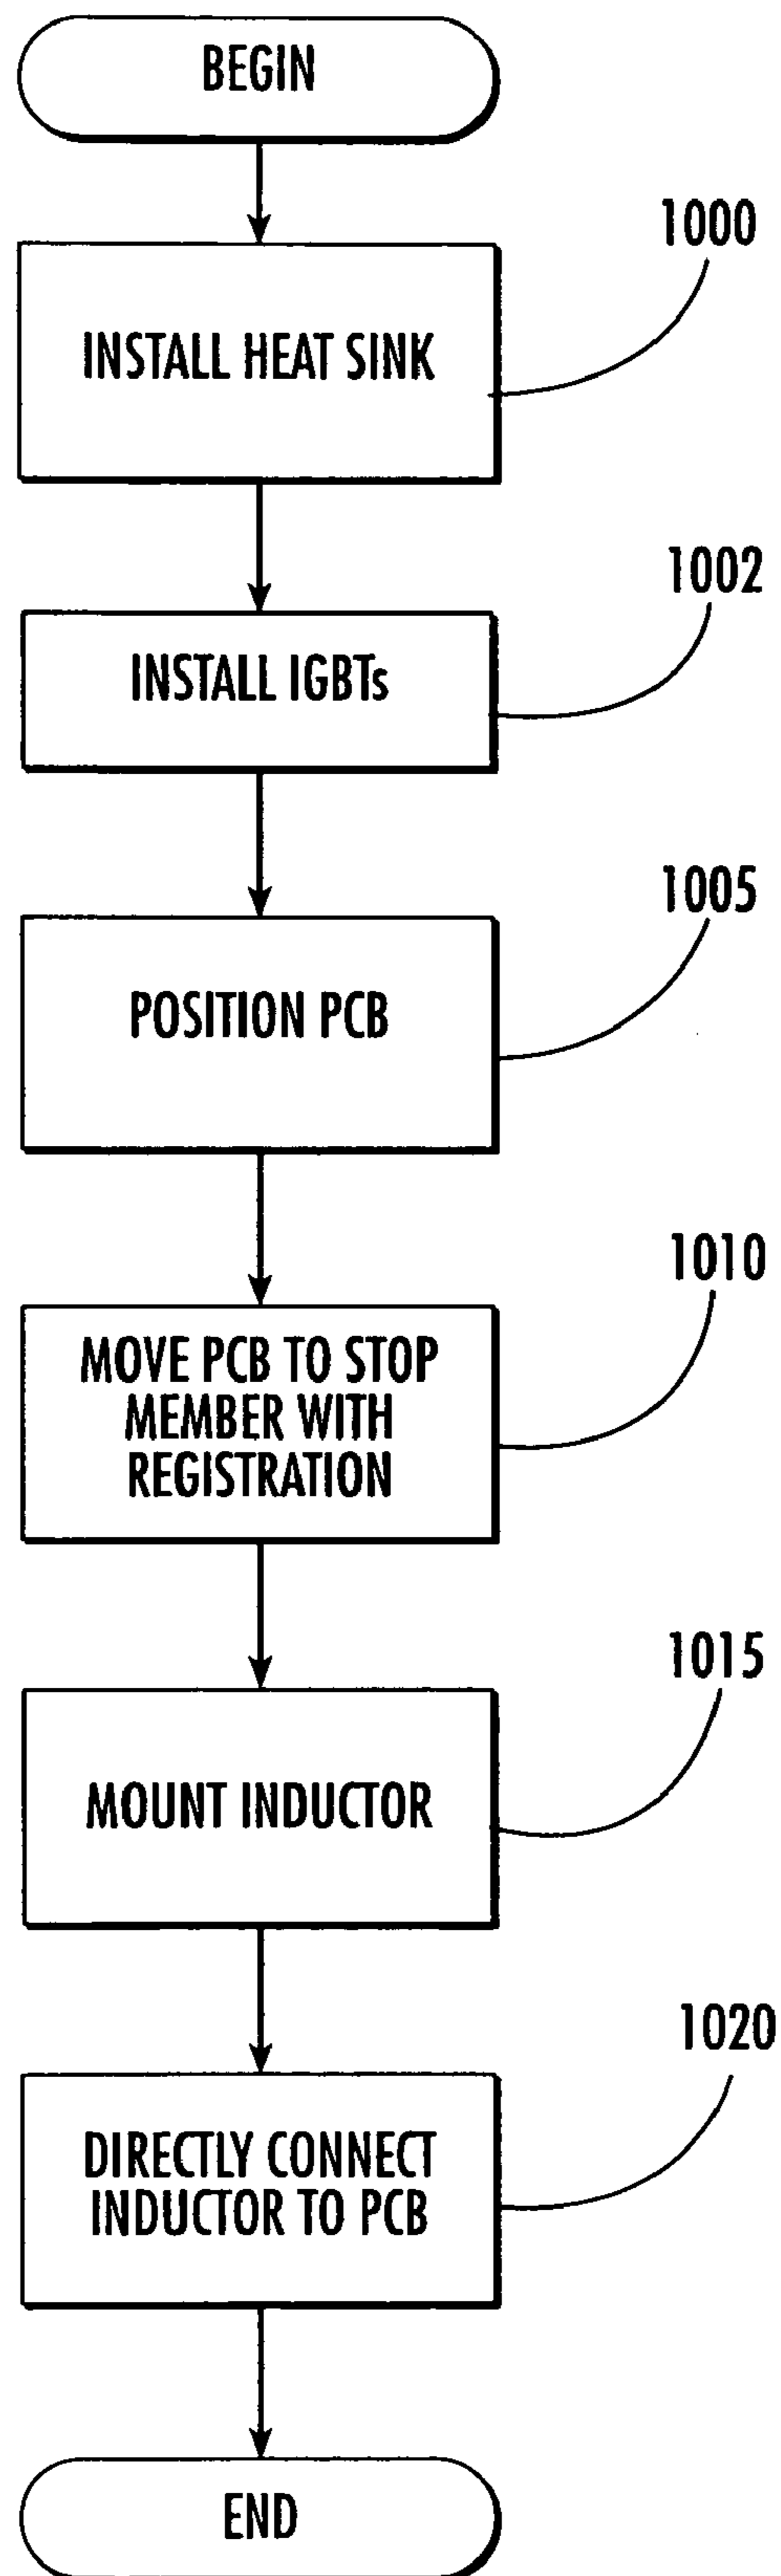 BEGIN
1000
INSTALL HEAT SINK
1002
INSTALL IGBTs
1005
POSITION PCB
1010
MOVE PCB TO STOP
MEMBER WITH
REGISTRATION
1015
MOUNT INDUCTOR
1020
DIRECTLY CONNECT
INDUCTOR TO PCB
END